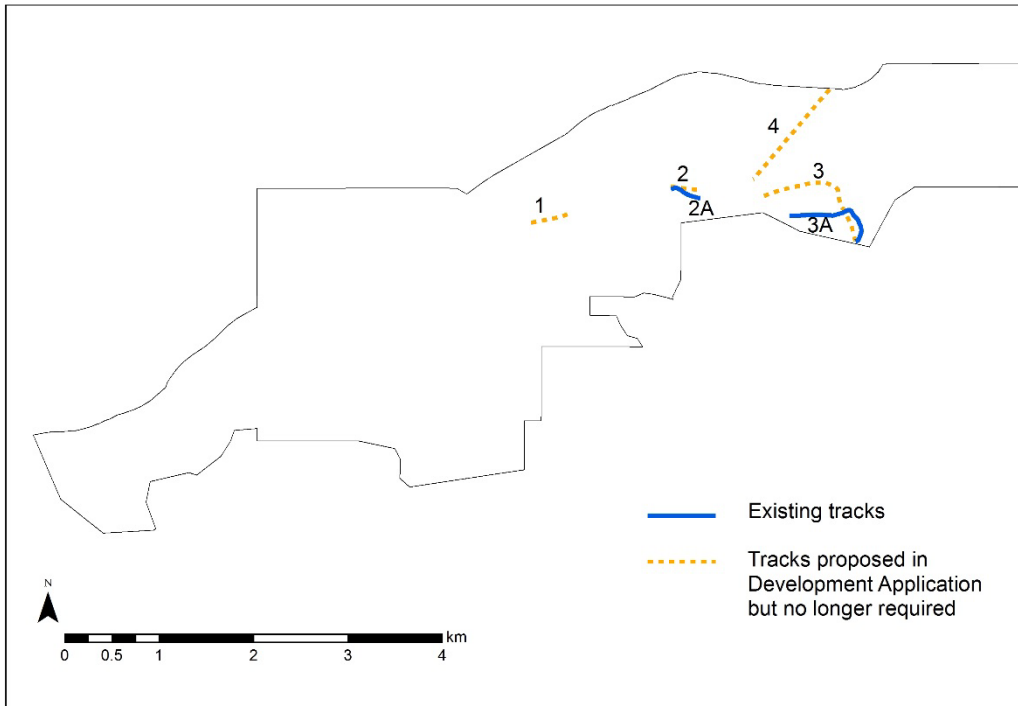 4
3
2
2A
1
3A
Existing tracks
Tracks proposed in
Development Application
but no longer required
N
km
0 0.5 1 2 3 4